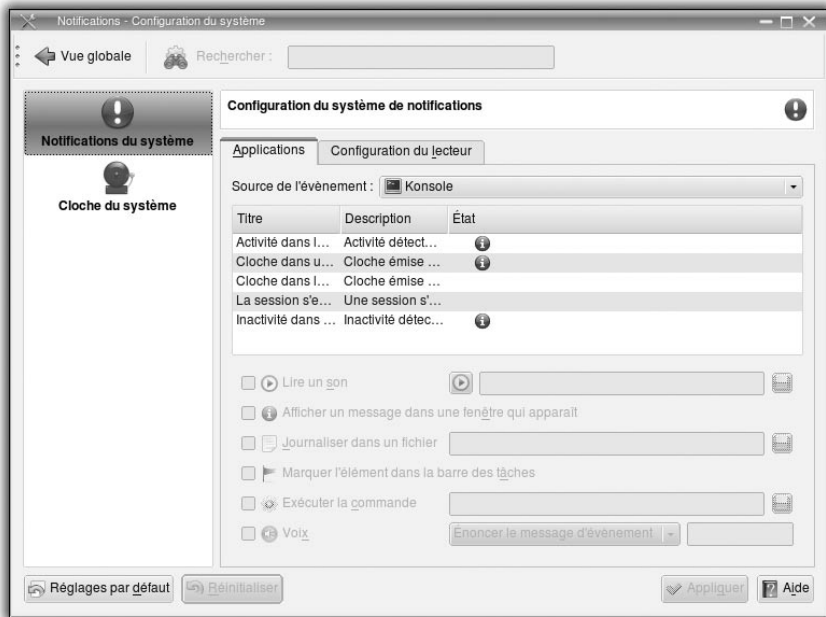 Notifications - Configuration du système
Vue globale Rechercher :
Notifications du système
Cloche du système
Configuration du système de notifications
Applications Configuration du lecteur
Source de l'évènement : Konsole
Titre Description État
Activité dans l... Activité détect...
Cloche dans u... Cloche émise ...
Cloche dans l... Cloche émise ...
La session s'e... Une session s'...
Inactivité dans ... Inactivité détec...
Lire un son
Afficher un message dans une fenêtre qui apparaît
Journaliser dans un fichier
Marquer l'élément dans la barre des tâches
Exécuter la commande
Voix Énoncer le message d'évènement
Réglages par défaut Réinitialiser Appliquer Aide